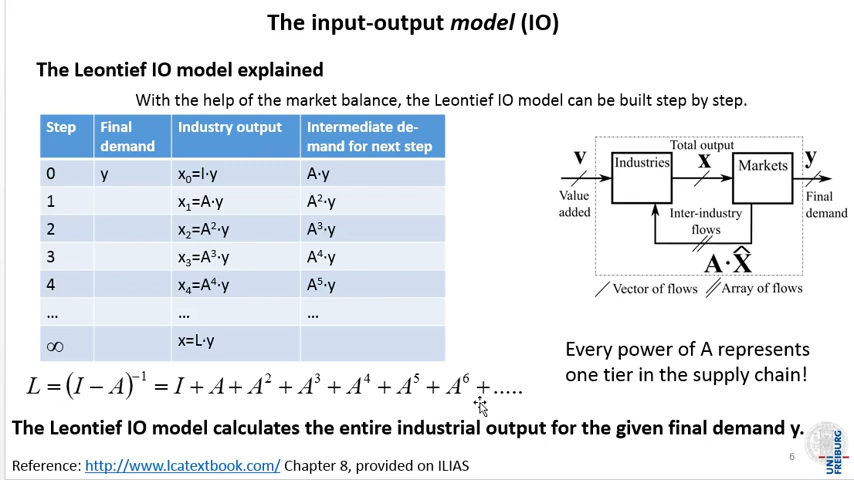 The input-output model (IO)
The Leontief IO model explained
With the help of the market balance, the Leontief IO model can be built step by step.
Step Final demand Industry output Intermediate de-mand for next step
0 y x₀=I·y A·y
1 x₁=A·y A²·y
2 x₂=A²·y A³·y
3 x₃=A³·y A⁴·y
4 x₄=A⁴·y A⁵·y
... ... ...
∞ x=L·y
Total output
v Industries x Markets y
Value added
Final demand
Inter-industry flows
A·X̂
Vector of flows Array of flows
Every power of A represents
one tier in the supply chain!
L = (I − A)⁻¹ = I + A + A² + A³ + A⁴ + A⁵ + A⁶ + .....
The Leontief IO model calculates the entire industrial output for the given final demand y.
Reference: http://www.lcatextbook.com/ Chapter 8, provided on ILIAS
6
UNI
FREIBURG